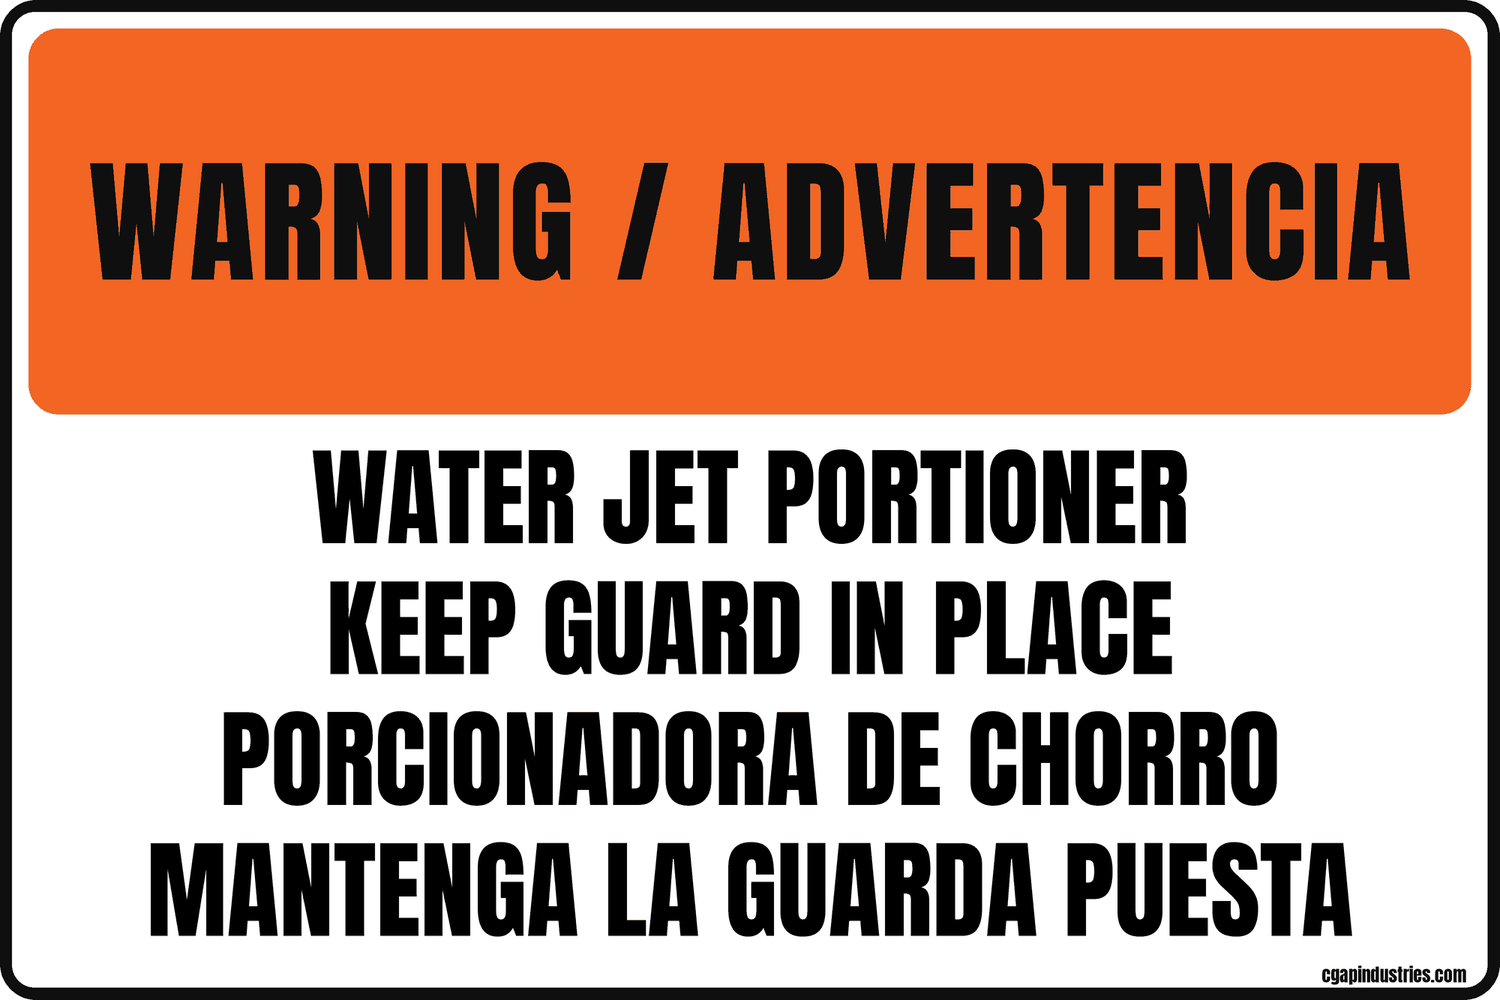 WARNING / ADVERTENCIA
WATER JET PORTIONER
KEEP GUARD IN PLACE
PORCIONADORA DE CHORRO
MANTENGA LA GUARDA PUESTA
cgapindustries.com